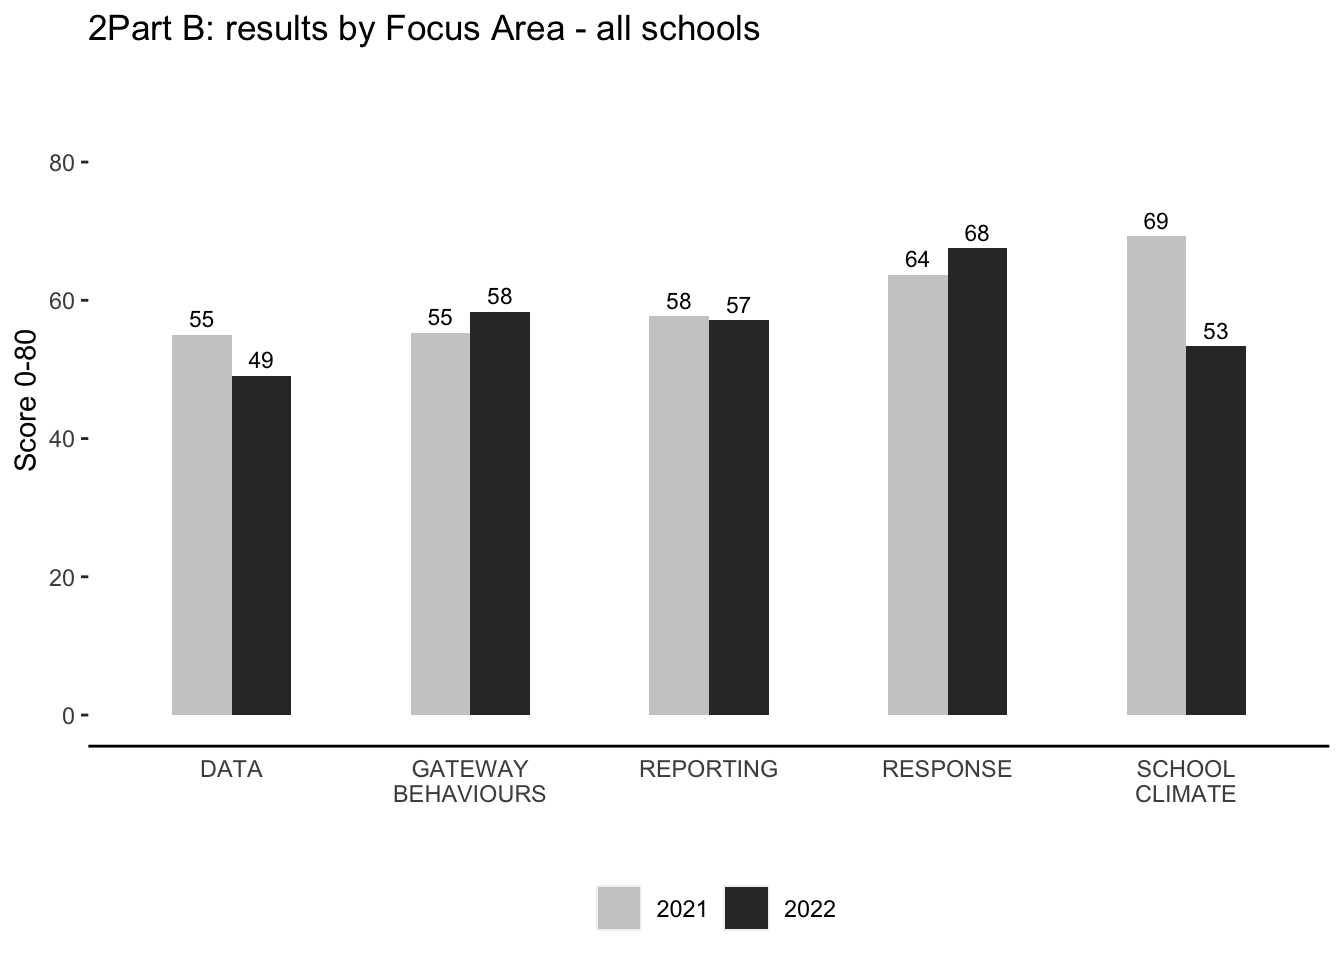 2Part B: results by Focus Area - all schools
80
60
40
20
0
Score 0-80
55
49
55
58
58
57
64
68
69
53
DATA
GATEWAY
BEHAVIOURS
REPORTING
RESPONSE
SCHOOL
CLIMATE
2021
2022